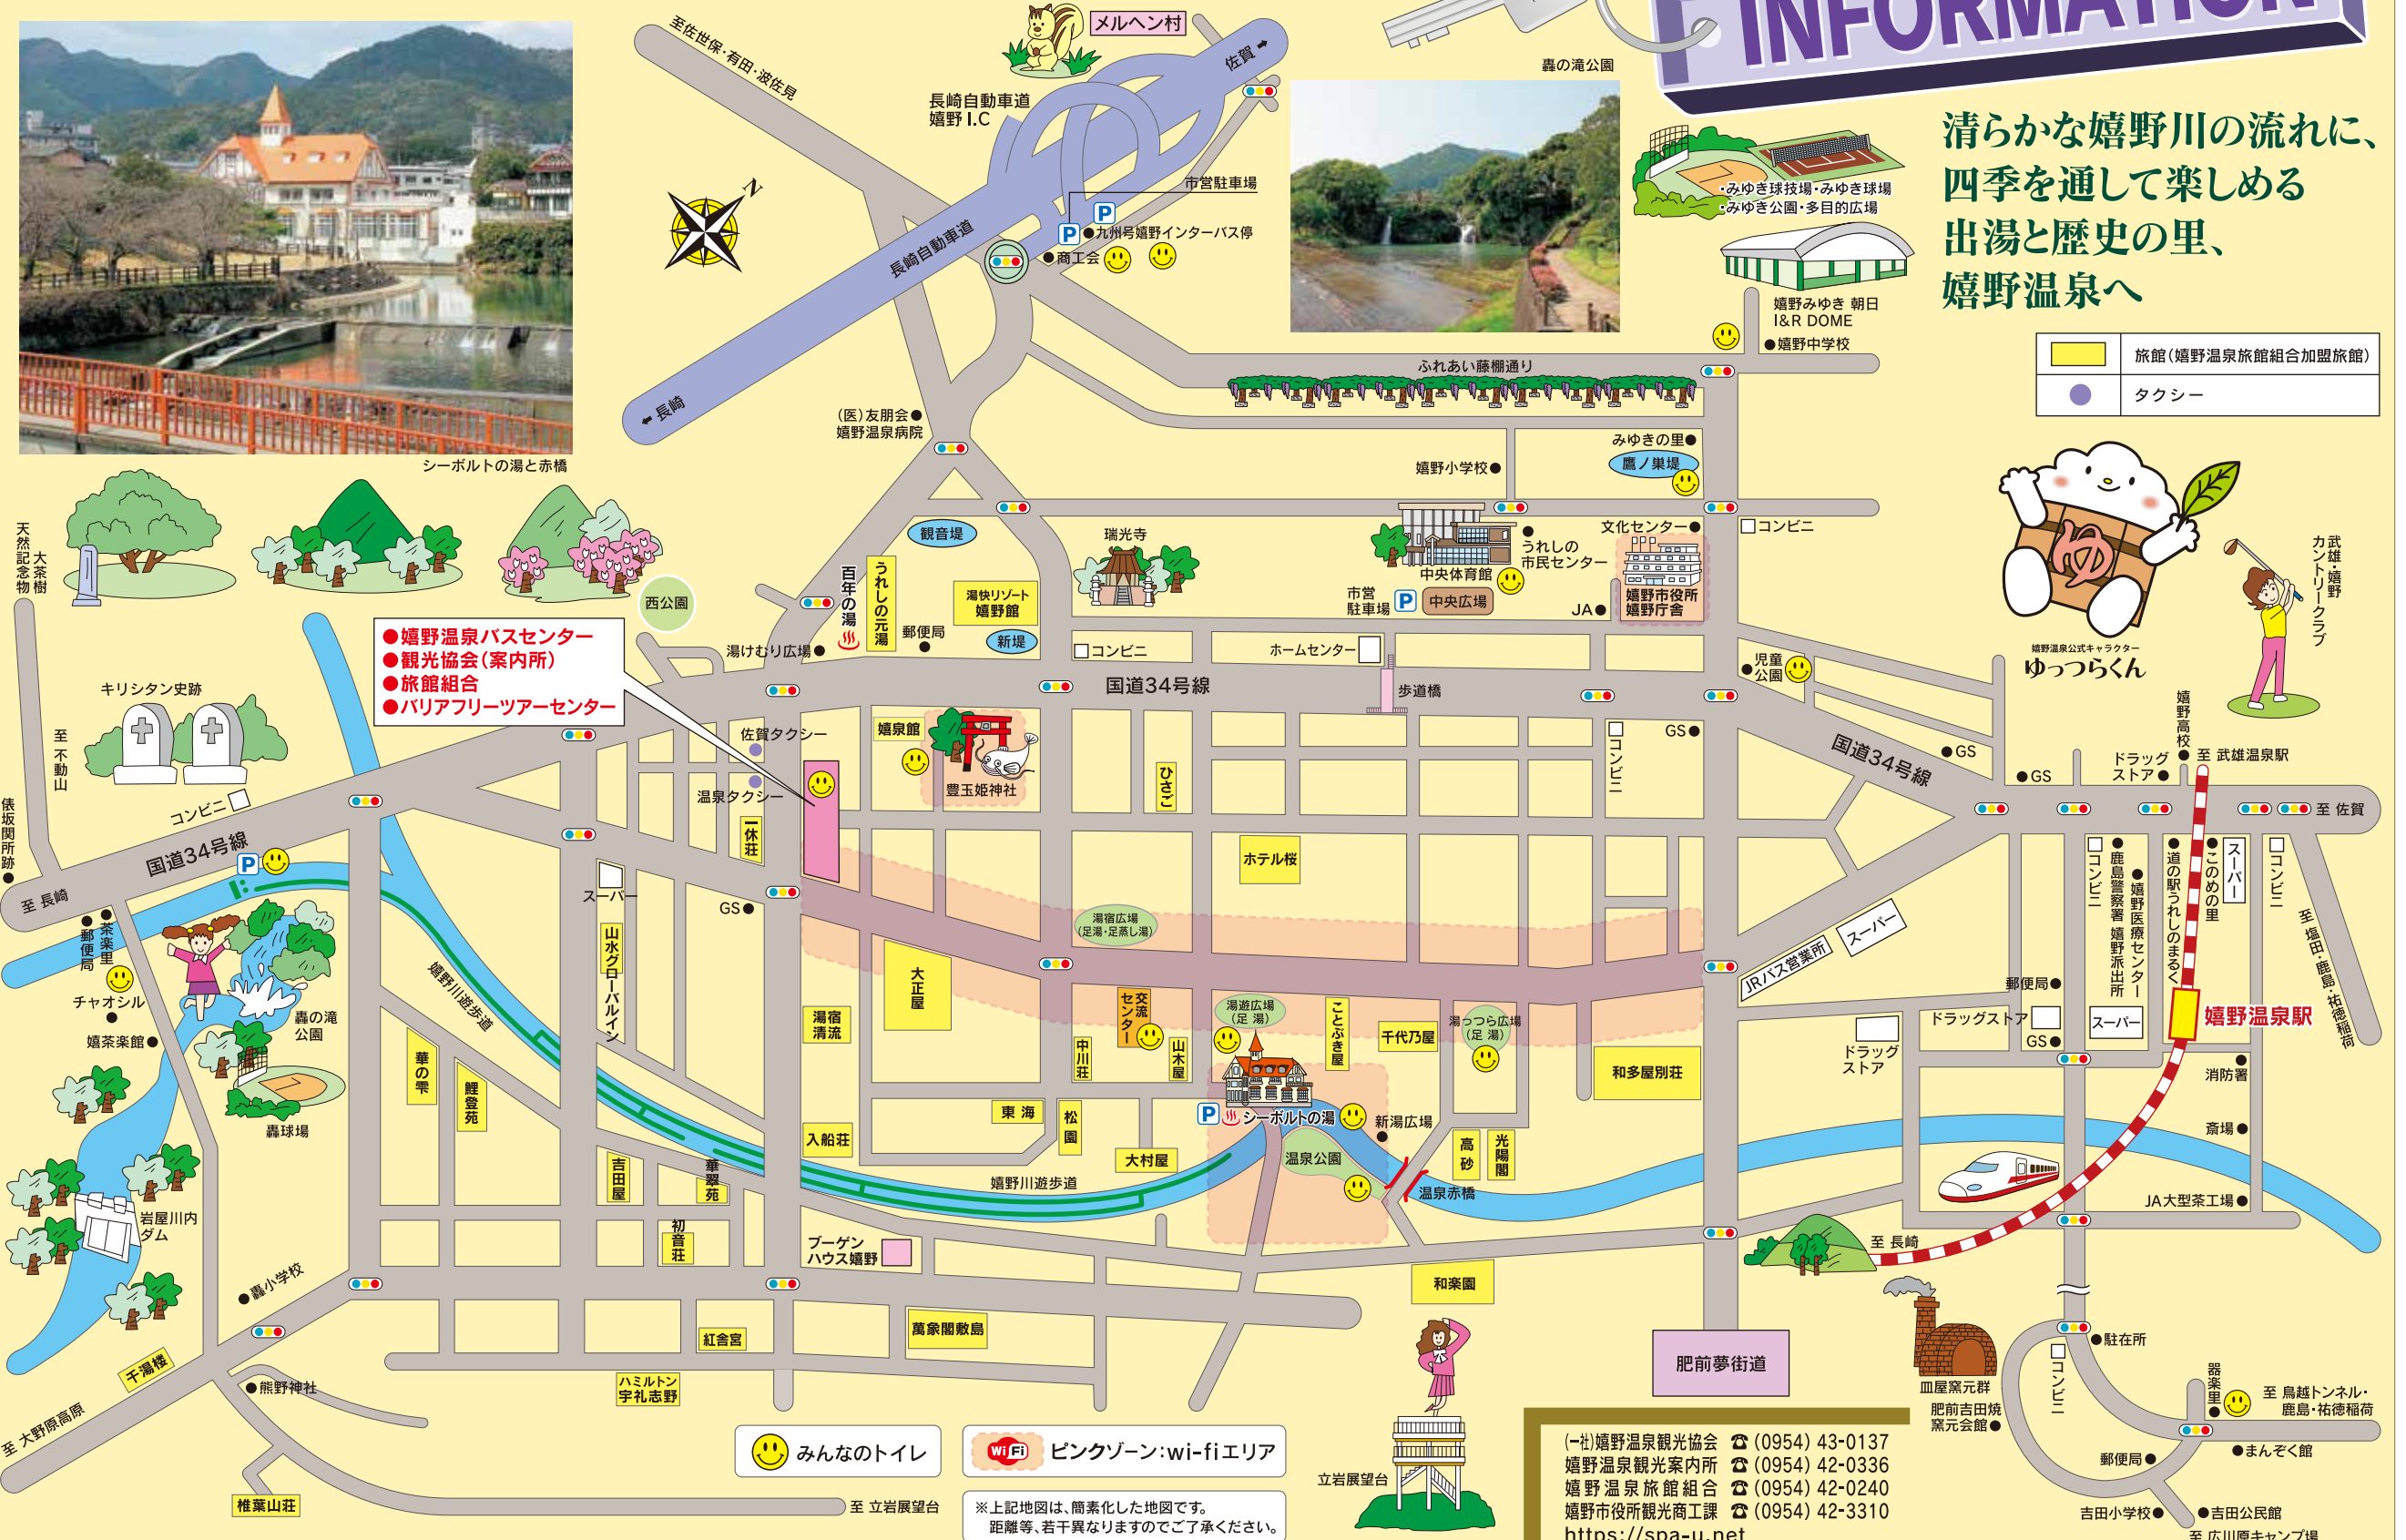 INFORMATION
清らかな嬉野川の流れに、
四季を通して楽しめる
出湯と歴史の里、
嬉野温泉へ
旅館(嬉野温泉旅館組合加盟旅館)
タクシー
シーボルトの湯と赤橋
轟の滝公園
至佐世保・有田・波佐見
メルヘン村
佐賀
長崎自動車道
嬉野 I.C
N
市営駐車場
P
P
九州号嬉野インターバス停
商工会
長崎自動車道
長崎
・みゆき球技場・みゆき球場
・みゆき公園・多目的広場
嬉野みゆき 朝日
I&R DOME
嬉野中学校
ふれあい藤棚通り
(医)友朋会
嬉野温泉病院
みゆきの里
鷹ノ巣堤
嬉野小学校
観音堤
瑞光寺
うれしの
市民センター
中央体育館
文化センター
コンビニ
市営
駐車場
P
中央広場
JA
嬉野市役所
嬉野庁舎
天然記念物
大茶樹
西公園
百年の湯
うれしの元湯
湯快リゾート
嬉野館
郵便局
新堤
湯けむり広場
コンビニ
ホームセンター
国道34号線
歩道橋
児童
公園
嬉野温泉公式キャラクター
ゆっつらくん
ゆ
武雄・嬉野
カントリークラブ
嬉野温泉バスセンター
観光協会(案内所)
旅館組合
バリアフリーツアーセンター
キリシタン史跡
至 不動山
俵坂関所跡
コンビニ
国道34号線
P
至 長崎
佐賀タクシー
温泉タクシー
嬉泉館
豊玉姫神社
ひさご
コンビニ
GS
国道34号線
GS
GS
ドラッグ
ストア
嬉野高校
至 武雄温泉駅
至 佐賀
一休荘
スーパー
GS
ホテル桜
湯宿広場
(足湯・足蒸し湯)
山水グローバルイン
大正屋
湯宿
清流
交流
センター
湯遊広場
(足 湯)
ことぶき屋
千代乃屋
湯っつら広場
(足 湯)
中川荘
山水屋
和多屋別荘
JRバス営業所
スーパー
コンビニ
鹿島警察署 嬉野派出所
嬉野医療センター
道の駅うれしのまるく
このめの里
スーパー
コンビニ
至 塩田・鹿島・祐徳稲荷
郵便局
ドラッグストア
スーパー
嬉野温泉駅
ドラッグ
ストア
GS
消防署
斎場
JA大型茶工場
茶楽里
郵便局
チャオシル
嬉茶楽館
轟の滝
公園
轟球場
嬉野川遊歩道
華の雫
鯉登苑
東海
松園
入船荘
大村屋
P
シーボルトの湯
新湯広場
温泉公園
高砂
光陽閣
温泉赤橋
嬉野川遊歩道
吉田屋
華翠苑
初音荘
岩屋川内
ダム
轟小学校
ブーゲン
ハウス嬉野
和楽園
至 長崎
千湯楼
熊野神社
紅舎宮
萬象閣敷島
ハミルトン
宇礼志野
至 大野原高原
椎葉山荘
至 立岩展望台
立岩展望台
肥前夢街道
皿屋窯元群
肥前吉田焼
窯元会館
駐在所
コンビニ
器楽里
至 鳥越トンネル・
鹿島・祐徳稲荷
まんぞく館
郵便局
吉田小学校
吉田公民館
至 広川原キャンプ場
みんなのトイレ
Wi Fi
ピンクゾーン:wi-fiエリア
※上記地図は、簡素化した地図です。
距離等、若干異なりますのでご了承ください。
(一社)嬉野温泉観光協会 ☎ (0954) 43-0137
嬉野温泉観光案内所 ☎ (0954) 42-0336
嬉野温泉旅館組合 ☎ (0954) 42-0240
嬉野市役所観光商工課 ☎ (0954) 42-3310
https://spa-u.net